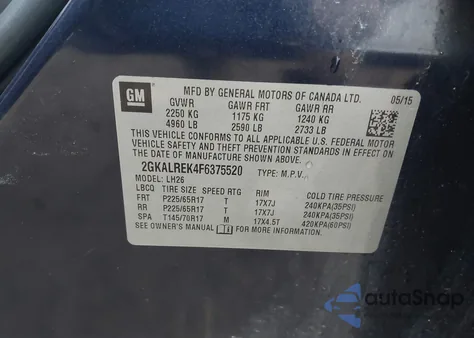 GM
MFD BY GENERAL MOTORS OF CANADA LTD. 05/15
GVWR GAWR FRT GAWR RR
2250 KG 1175 KG 1240 KG
4960 LB 2590 LB 2733 LB
THIS VEHICLE CONFORMS TO ALL APPLICABLE U.S. FEDERAL MOTOR
VEHICLE SAFETY AND THEFT PREVENTION STANDARDS
IN EFFECT ON THE DATE OF MANUFACTURE SHOWN ABOVE.
2GKALREK4F6375520 TYPE: M.P.V.
MODEL: LH26
LBCQ TIRE SIZE SPEED RTG RIM COLD TIRE PRESSURE
FRT P225/65R17 T 17X7J 240KPA(35PSI)
RR P225/65R17 T 17X7J 240KPA(35PSI)
SPA T145/70R17 M 17X4.5T 420KPA(60PSI)
SEE OWNER'S MANUAL FOR ADDITIONAL INFORMATION.
autoSnap